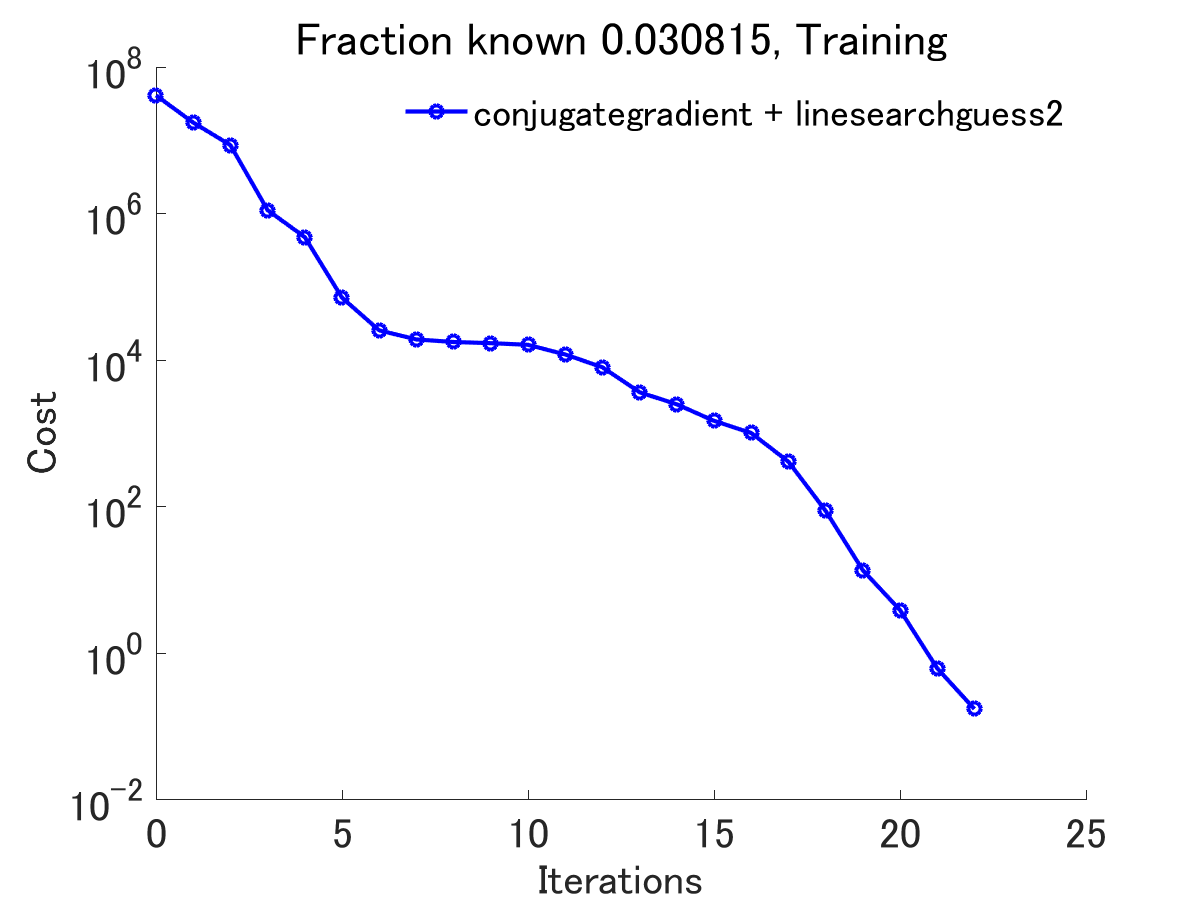 Fraction known 0.030815, Training
conjugategradient + linesearchguess2
10^8
10^6
10^4
10^2
10^0
10^−2
Cost
0 5 10 15 20 25
Iterations